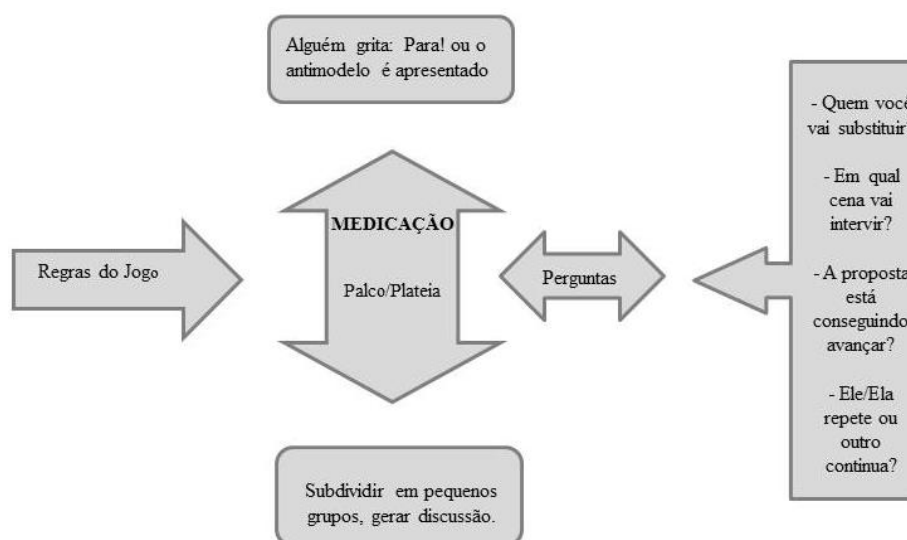 Alguém grita: Para! ou o
antimodelo é apresentado
Regras do Jogo
MEDICAÇÃO
Palco/Plateia
Perguntas
- Quem você
vai substituir
- Em qual
cena vai
intervir?
- A proposta
está
conseguindo
avançar?
- Ele/Ela
repete ou
outro
continua?
Subdividir em pequenos
grupos, gerar discussão.